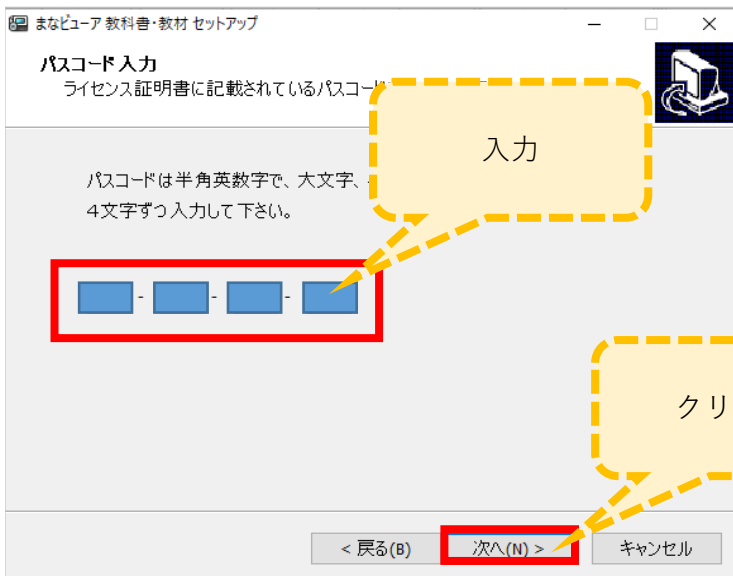 まなビューア 教科書・教材 セットアップ
パスコード入力
ライセンス証明書に記載されているパスコード
入力
パスコードは半角英数字で、大文字、
4文字ずつ入力して下さい。
- - -
クリ
< 戻る(B)
次へ(N) >
キャンセル